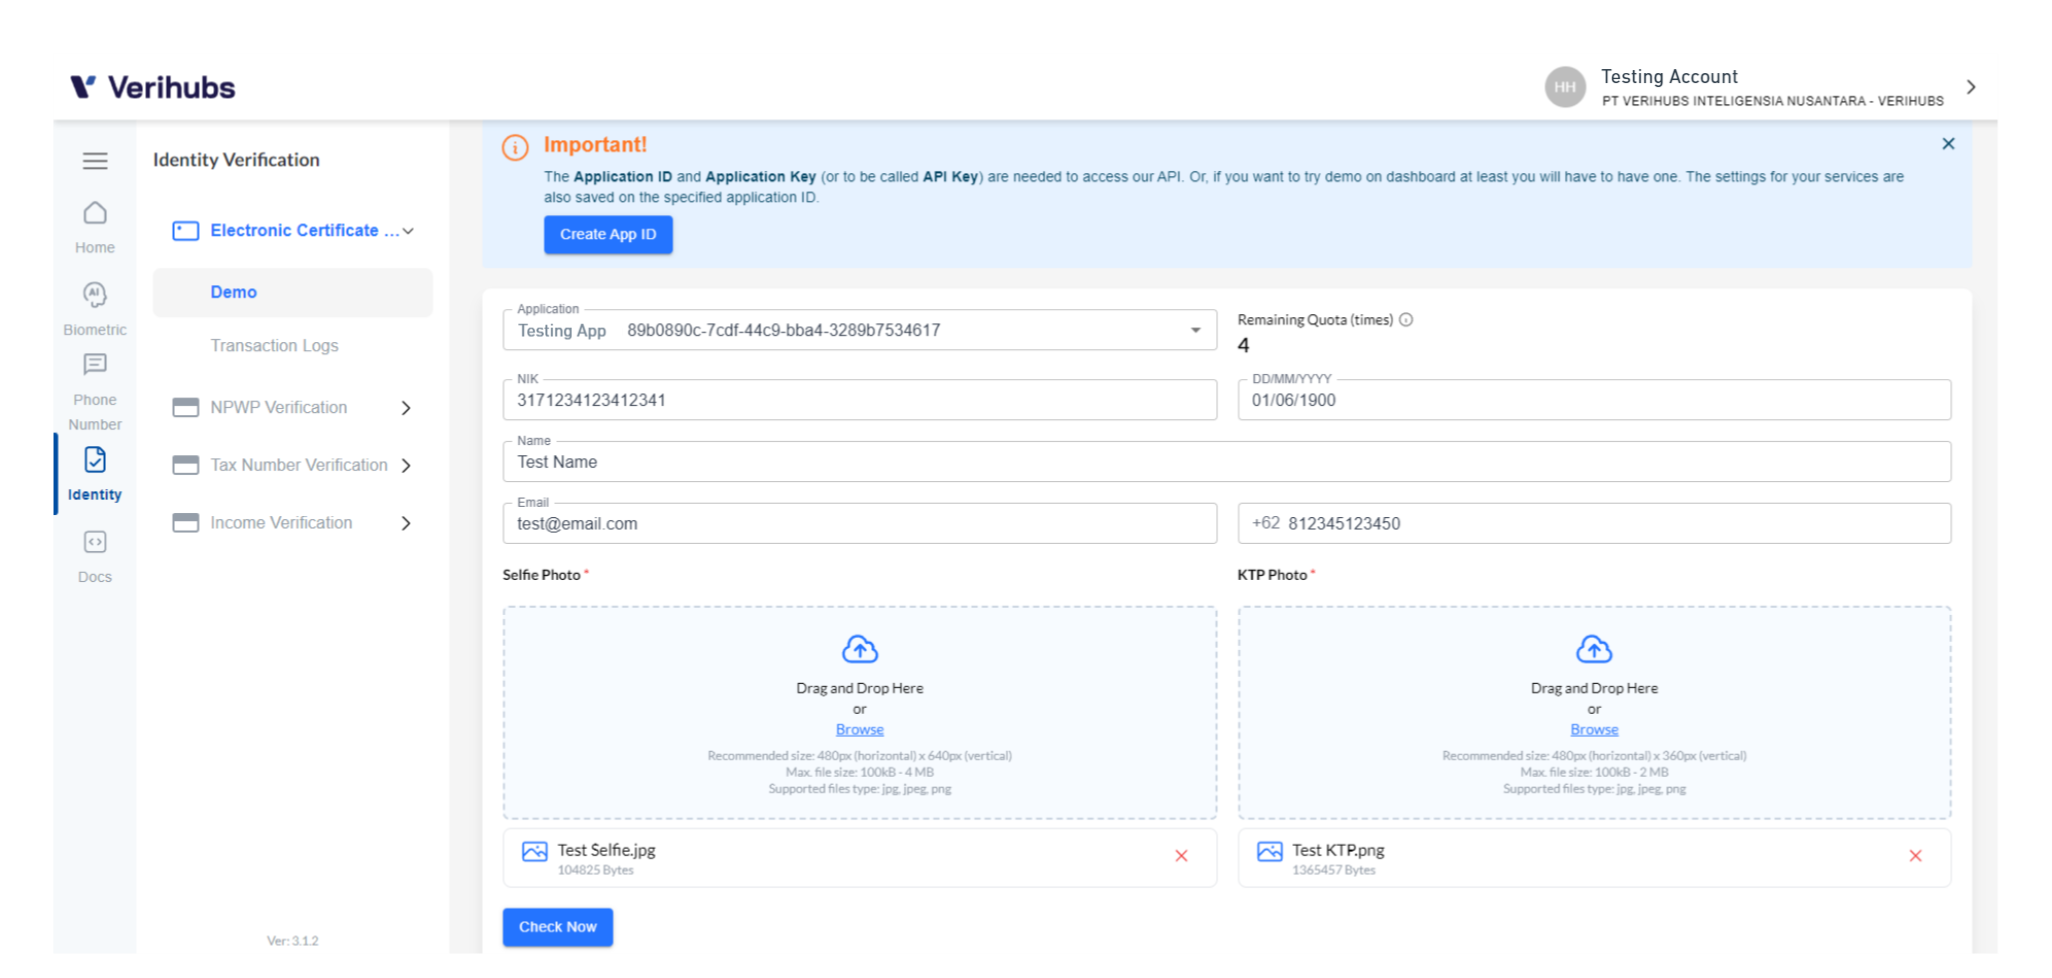 Verihubs
HH
Testing Account
PT VERIHUBS INTELIGENSIA NUSANTARA - VERIHUBS
Home
AI
Biometric
Phone
Number
Identity
Docs
Identity Verification
Electronic Certificate ...
Demo
Transaction Logs
NPWP Verification
Tax Number Verification
Income Verification
Ver: 3.1.2
Important!
The Application ID and Application Key (or to be called API Key) are needed to access our API. Or, if you want to try demo on dashboard at least you will have to have one. The settings for your services are
also saved on the specified application ID.
Create App ID
Application
Testing App 89b0890c-7cdf-44c9-bba4-3289b7534617
Remaining Quota (times)
4
NIK
3171234123412341
DD/MM/YYYY
01/06/1900
Name
Test Name
Email
test@email.com
+62 812345123450
Selfie Photo *
Drag and Drop Here
or
Browse
Recommended size: 480px (horizontal) x 640px (vertical)
Max. file size: 100kB - 4 MB
Supported files type: jpg, jpeg, png
Test Selfie.jpg
104825 Bytes
KTP Photo *
Drag and Drop Here
or
Browse
Recommended size: 480px (horizontal) x 360px (vertical)
Max. file size: 100kB - 2 MB
Supported files type: jpg, jpeg, png
Test KTP.png
1365457 Bytes
Check Now